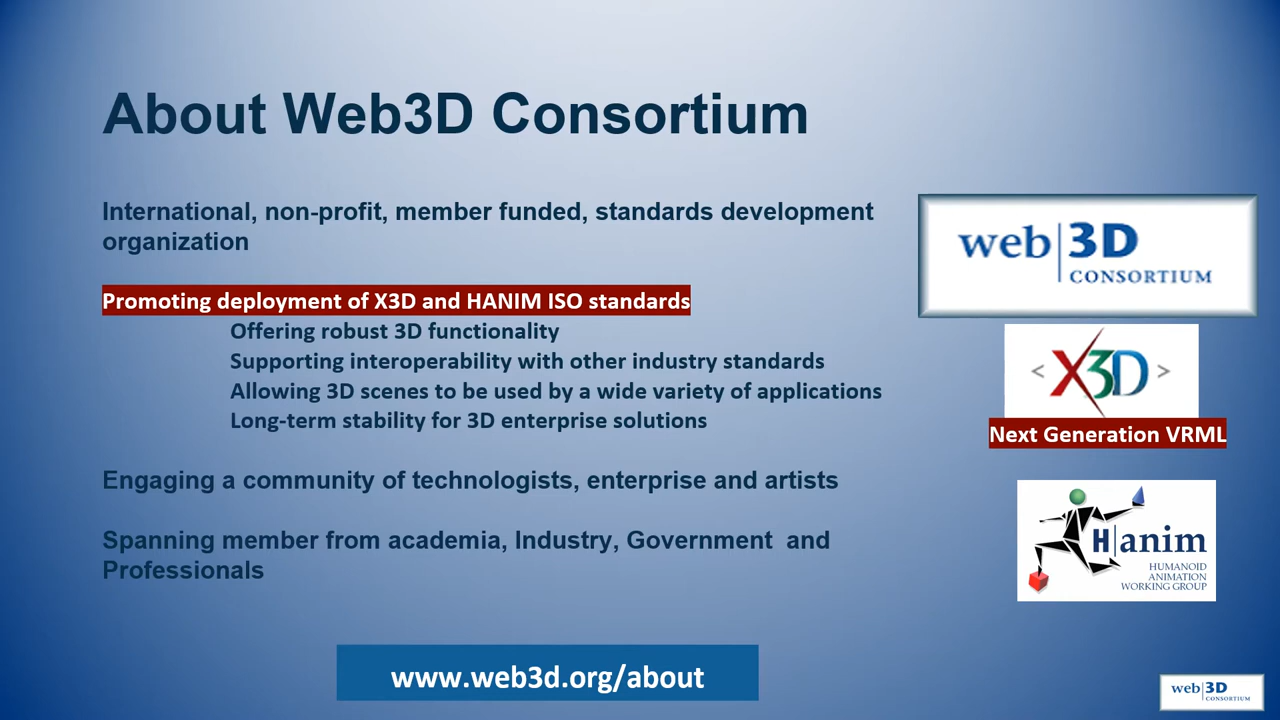 About Web3D Consortium
International, non-profit, member funded, standards development
organization
Promoting deployment of X3D and HANIM ISO standards
Offering robust 3D functionality
Supporting interoperability with other industry standards
Allowing 3D scenes to be used by a wide variety of applications
Long-term stability for 3D enterprise solutions
Engaging a community of technologists, enterprise and artists
Spanning member from academia, Industry, Government and
Professionals
www.web3d.org/about
web|3D
CONSORTIUM
<X3D>
Next Generation VRML
H|anim
HUMANOID
ANIMATION
WORKING GROUP
web|3D
CONSORTIUM